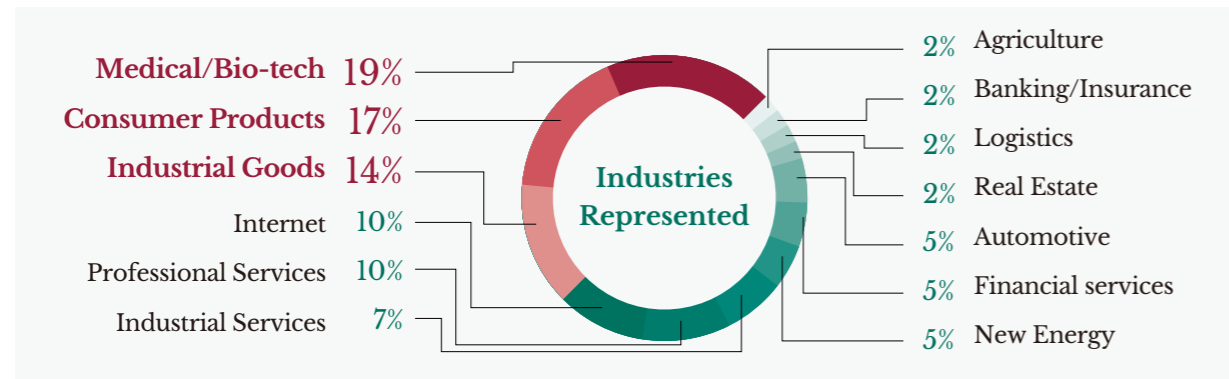 Medical/Bio-tech 19%
Consumer Products 17%
Industrial Goods 14%
Internet 10%
Professional Services 10%
Industrial Services 7%
Industries
Represented
2% Agriculture
2% Banking/Insurance
2% Logistics
2% Real Estate
5% Automotive
5% Financial services
5% New Energy